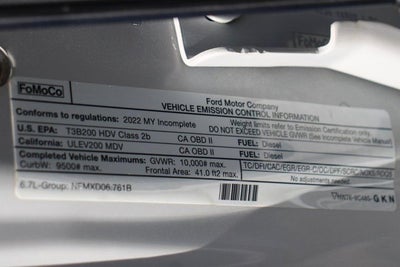 FoMoCo
Ford Motor Company
VEHICLE EMISSION CONTROL INFORMATION
Conforms to regulations: 2022 MY Incomplete
Weight limits refer to Emission Certification only.
DO NOT EXCEED VEHICLE GVWR (See Incomplete Vehicle Manual)
U.S. EPA: T3B200 HDV Class 2b CA OBD II FUEL: Diesel
California: ULEV200 MDV CA OBD II FUEL: Diesel
Completed Vehicle Maximums: GVWR: 10,000# max.
CurbW: 9500# max. Frontal Area: 41.0 ft2 max.
No adjustments needed.
6.7L-Group: NFMXD06.761B
GKN